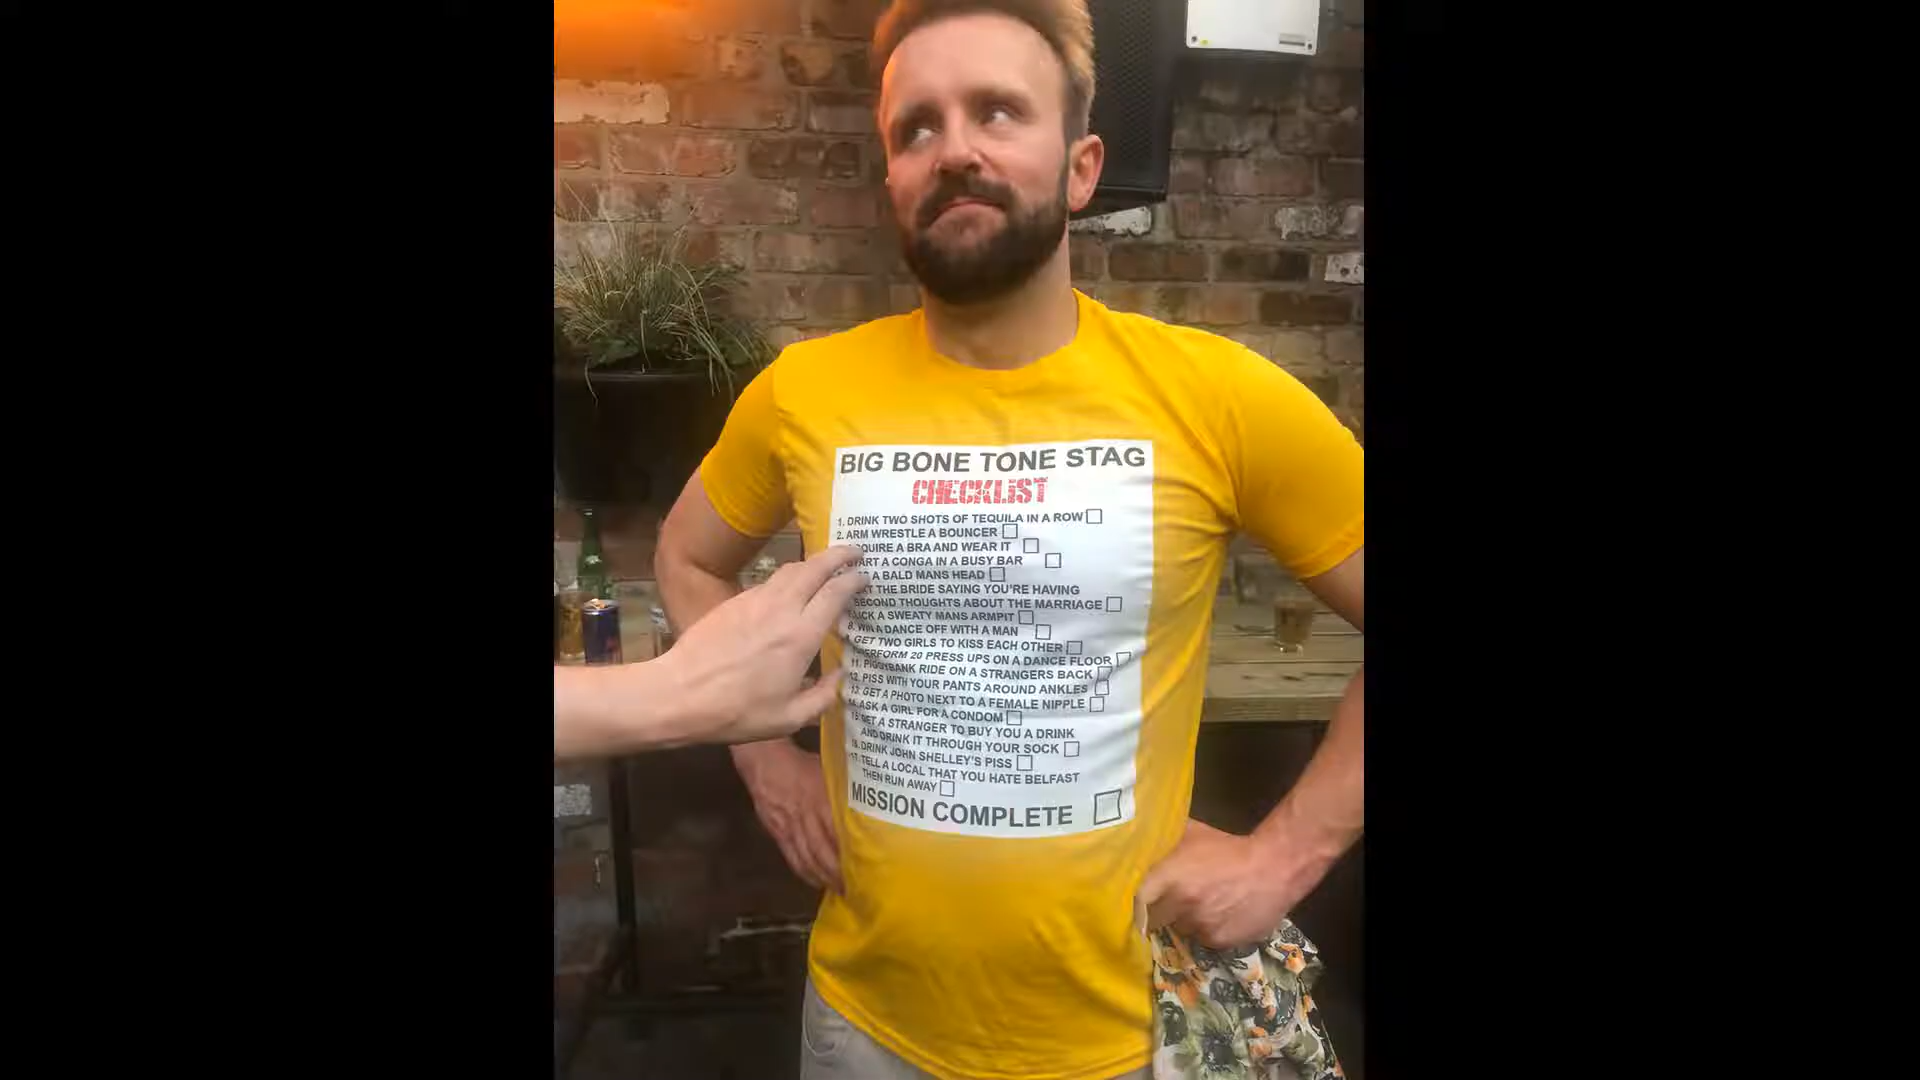 BIG BONE TONE STAG
CHECKLIST
1. DRINK TWO SHOTS OF TEQUILA IN A ROW
2. ARM WRESTLE A BOUNCER
A BRA AND WEAR IT
A CONGA IN A BUSY BAR
A BALD MANS HEAD
THE BRIDE SAYING YOU'RE HAVING
SECOND THOUGHTS ABOUT THE MARRIAGE
A SWEATY MANS ARMPIT
8. WIN A DANCE OFF WITH A MAN
GET TWO GIRLS TO KISS EACH OTHER
PERFORM 20 PRESS UPS ON A DANCE FLOOR
11. PIGGYBANK RIDE ON A STRANGERS BACK
12. PISS WITH YOUR PANTS AROUND ANKLES
13. GET A PHOTO NEXT TO A FEMALE NIPPLE
14. ASK A GIRL FOR A CONDOM
15. GET A STRANGER TO BUY YOU A DRINK
AND DRINK IT THROUGH YOUR SOCK
16. DRINK JOHN SHELLEY'S PISS
17. TELL A LOCAL THAT YOU HATE BELFAST
THEN RUN AWAY
MISSION COMPLETE